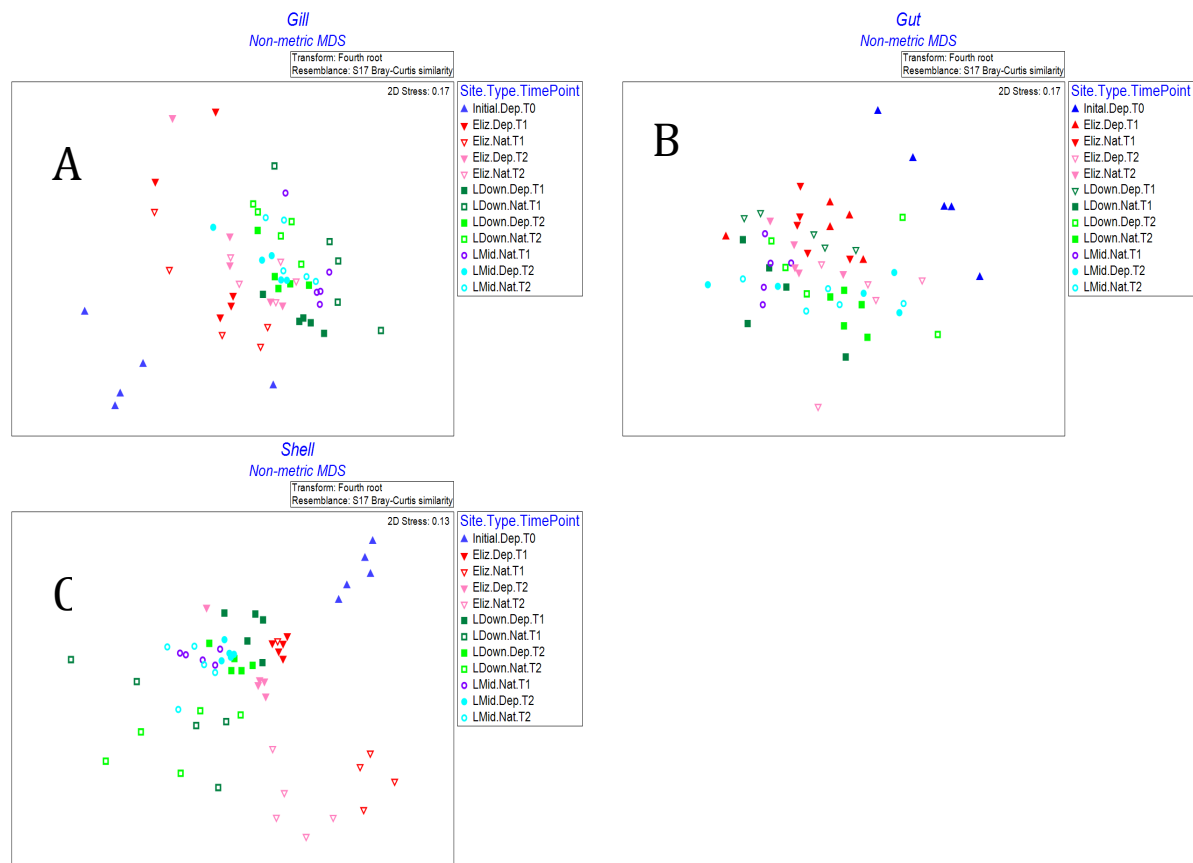 Gill
Non-metric MDS
Transform: Fourth root
Resemblance: S17 Bray-Curtis similarity
2D Stress: 0.17
A
Site.Type.TimePoint
Initial.Dep.T0
Eliz.Dep.T1
Eliz.Nat.T1
Eliz.Dep.T2
Eliz.Nat.T2
LDown.Dep.T1
LDown.Nat.T1
LDown.Dep.T2
LDown.Nat.T2
LMid.Nat.T1
LMid.Dep.T2
LMid.Nat.T2
Gut
Non-metric MDS
Transform: Fourth root
Resemblance: S17 Bray-Curtis similarity
2D Stress: 0.17
B
Site.Type.TimePoint
Inital.Dep.T0
Eliz.Dep.T1
Eliz.Nat.T1
Eliz.Dep.T2
Eliz.Nat.T2
LDown.Dep.T1
LDown.Nat.T1
LDown.Nat.T2
LDown.Dep.T2
LMid.Nat.T1
LMid.Dep.T2
LMid.Nat.T2
Shell
Non-metric MDS
Transform: Fourth root
Resemblance: S17 Bray-Curtis similarity
2D Stress: 0.13
C
Site.Type.TimePoint
Initial.Dep.T0
Eliz.Dep.T1
Eliz.Nat.T1
Eliz.Dep.T2
Eliz.Nat.T2
LDown.Dep.T1
LDown.Nat.T1
LDown.Dep.T2
LDown.Nat.T2
LMid.Nat.T1
LMid.Dep.T2
LMid.Nat.T2